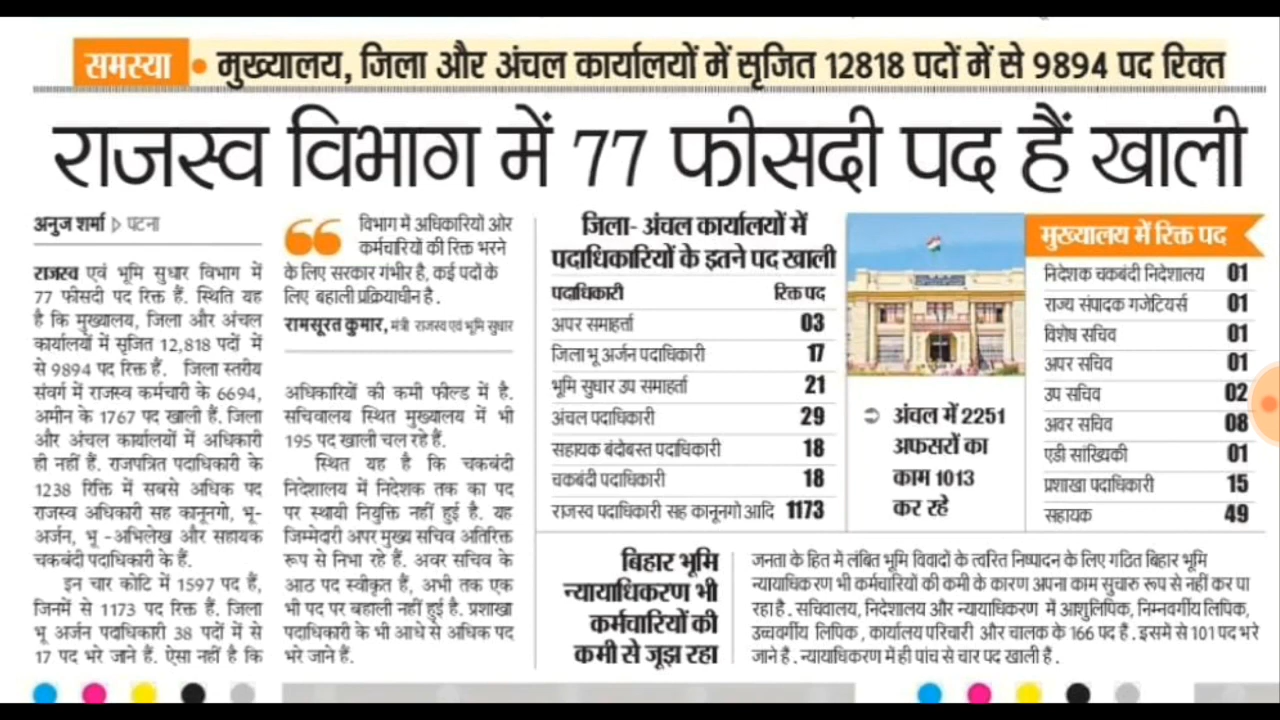 समस्या • मुख्यालय, जिला और अंचल कार्यालयों में सृजित 12818 पदों में से 9894 पद रिक्त
राजस्व विभाग में 77 फीसदी पद हैं खाली
अनुज शर्मा ▷ पटना
राजस्व एवं भूमि सुधार विभाग में
77 फीसदी पद रिक्त हैं. स्थिति यह
है कि मुख्यालय, जिला और अंचल
कार्यालयों में सृजित 12,818 पदों में
से 9894 पद रिक्त हैं. जिला स्तरीय
संवर्ग में राजस्व कर्मचारी के 6694,
अमीन के 1767 पद खाली हैं. जिला
और अंचल कार्यालयों में अधिकारी
ही नहीं हैं. राजपत्रित पदाधिकारी के
1238 रिक्ति में सबसे अधिक पद
राजस्व अधिकारी सह कानूनगो, भू-
अर्जन, भू -अभिलेख और सहायक
चकबंदी पदाधिकारी के हैं.
इन चार कोटि में 1597 पद हैं,
जिनमें से 1173 पद रिक्त हैं. जिला
भू अर्जन पदाधिकारी 38 पदों में से
17 पद भरे जाने हैं. ऐसा नहीं है कि
विभाग में अधिकारियों ओर
कर्मचारियों की रिक्त भरने
के लिए सरकार गंभीर है, कई पदों के
लिए बहाली प्रक्रियाधीन है .
रामसूरत कुमार, मंत्री राजस्व एवं भूमि सुधार
अधिकारियों की कमी फील्ड में है.
सचिवालय स्थित मुख्यालय में भी
195 पद खाली चल रहे हैं.
स्थित यह है कि चकबंदी
निदेशालय में निदेशक तक का पद
पर स्थायी नियुक्ति नहीं हुई है. यह
जिम्मेदारी अपर मुख्य सचिव अतिरिक्त
रूप से निभा रहे हैं. अवर सचिव के
आठ पद स्वीकृत हैं, अभी तक एक
भी पद पर बहाली नहीं हुई है. प्रशाखा
पदाधिकारी के भी आधे से अधिक पद
भरे जाने हैं.
जिला- अंचल कार्यालयों में
पदाधिकारियों के इतने पद खाली
पदाधिकारी रिक्त पद
अपर समाहर्त्ता 03
जिला भू अर्जन पदाधिकारी 17
भूमि सुधार उप समाहर्ता 21
अंचल पदाधिकारी 29
सहायक बंदोबस्त पदाधिकारी 18
चकबंदी पदाधिकारी 18
राजस्व पदाधिकारी सह कानूनगो आदि 1173
अंचल में 2251
अफसरों का
काम 1013
कर रहे
मुख्यालय में रिक्त पद
निदेशक चकबंदी निदेशालय 01
राज्य संपादक गजेटियर्स 01
विशेष सचिव 01
अपर सचिव 01
उप सचिव 02
अवर सचिव 08
एडी सांख्यिकी 01
प्रशाखा पदाधिकारी 15
सहायक 49
बिहार भूमि
न्यायाधिकरण भी
कर्मचारियों की
कमी से जूझ रहा
जनता के हित में लंबित भूमि विवादों के त्वरित निष्पादन के लिए गठित बिहार भूमि
न्यायाधिकरण भी कर्मचारियों की कमी के कारण अपना काम सुचारु रूप से नहीं कर पा
रहा है . सचिवालय, निदेशालय और न्यायाधिकरण में आशुलिपिक, निम्नवर्गीय लिपिक,
उच्चवर्गीय लिपिक , कार्यालय परिचारी और चालक के 166 पद हैं . इसमें से 101 पद भरे
जाने है . न्यायाधिकरण में ही पांच से चार पद खाली हैं .